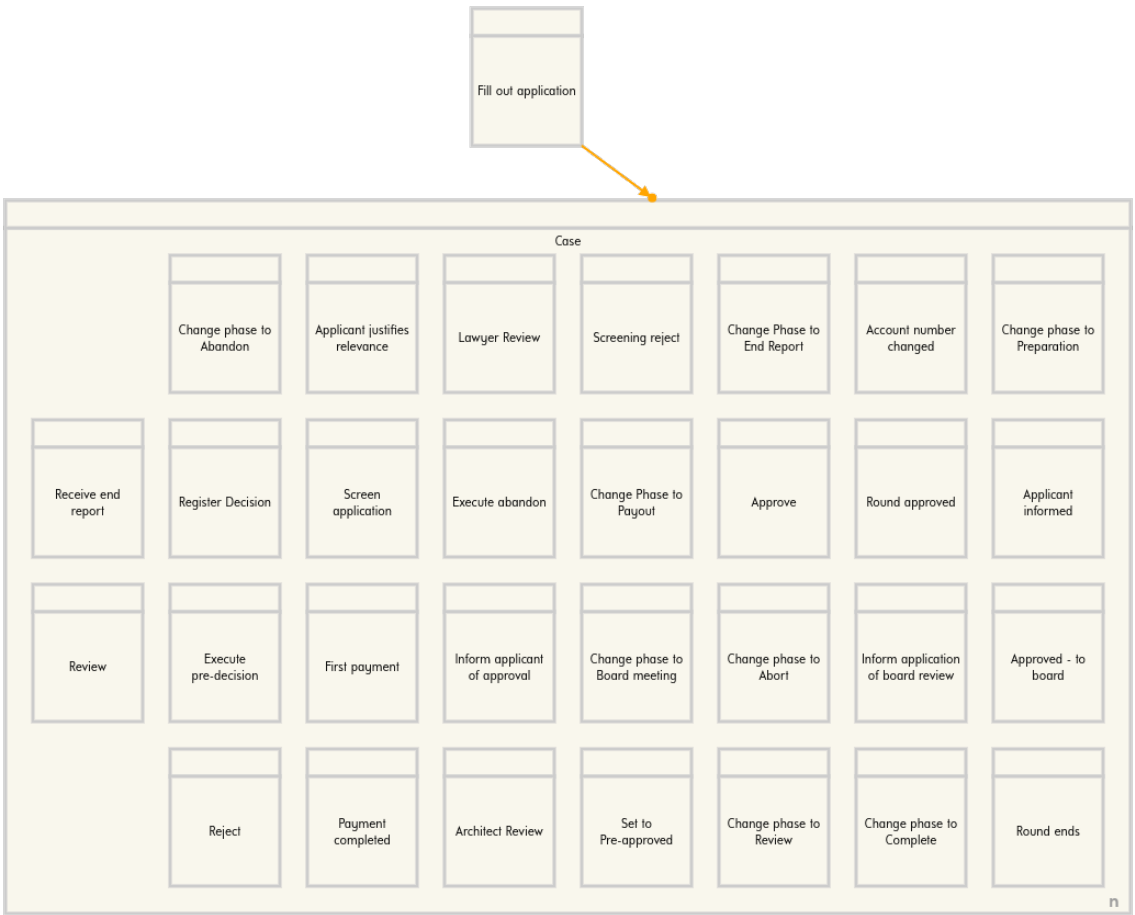 Fill out application
Case
Change phase to
Abandon
Applicant justifies
relevance
Lawyer Review
Screening reject
Change Phase to
End Report
Account number
changed
Change phase to
Preparation
Receive end
report
Register Decision
Screen
application
Execute abandon
Change Phase to
Payout
Approve
Round approved
Applicant
informed
Review
Execute
pre-decision
First payment
Inform applicant
of approval
Change phase to
Board meeting
Change phase to
Abort
Inform application
of board review
Approved - to
board
Reject
Payment
completed
Architect Review
Set to
Pre-approved
Change phase to
Review
Change phase to
Complete
Round ends
n